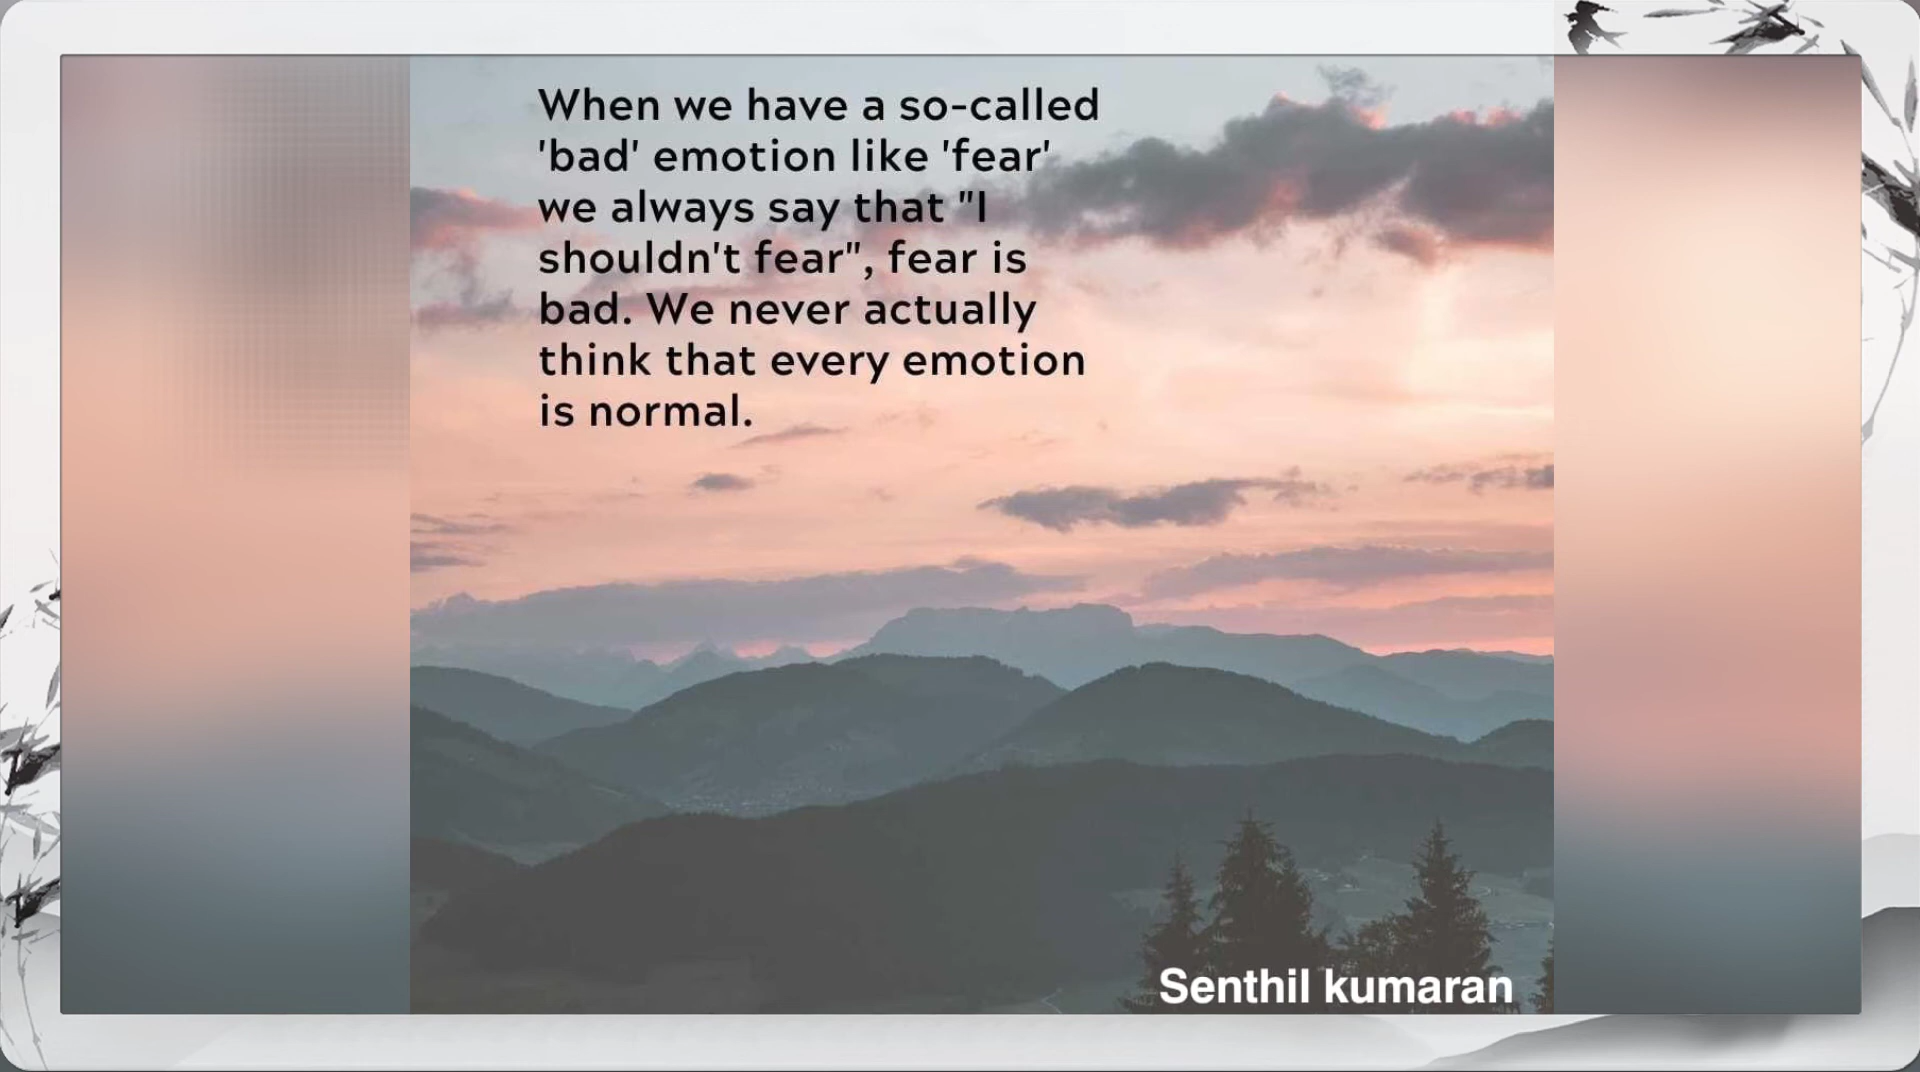 When we have a so-called
'bad' emotion like 'fear'
we always say that "I
shouldn't fear", fear is
bad. We never actually
think that every emotion
is normal.
Senthil kumaran